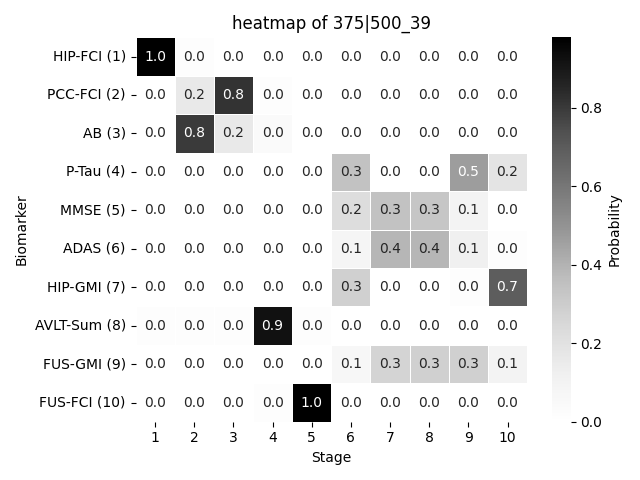 heatmap of 375|500_39
HIP-FCI (1) 1.0 0.0 0.0 0.0 0.0 0.0 0.0 0.0 0.0 0.0
PCC-FCI (2) 0.0 0.2 0.8 0.0 0.0 0.0 0.0 0.0 0.0 0.0
AB (3) 0.0 0.8 0.2 0.0 0.0 0.0 0.0 0.0 0.0 0.0
P-Tau (4) 0.0 0.0 0.0 0.0 0.0 0.3 0.0 0.0 0.5 0.2
MMSE (5) 0.0 0.0 0.0 0.0 0.0 0.2 0.3 0.3 0.1 0.0
ADAS (6) 0.0 0.0 0.0 0.0 0.0 0.1 0.4 0.4 0.1 0.0
HIP-GMI (7) 0.0 0.0 0.0 0.0 0.0 0.3 0.0 0.0 0.0 0.7
AVLT-Sum (8) 0.0 0.0 0.0 0.9 0.0 0.0 0.0 0.0 0.0 0.0
FUS-GMI (9) 0.0 0.0 0.0 0.0 0.0 0.1 0.3 0.3 0.3 0.1
FUS-FCI (10) 0.0 0.0 0.0 0.0 1.0 0.0 0.0 0.0 0.0 0.0
1 2 3 4 5 6 7 8 9 10
Stage
Biomarker
0.8
0.6
0.4
0.2
0.0
Probability